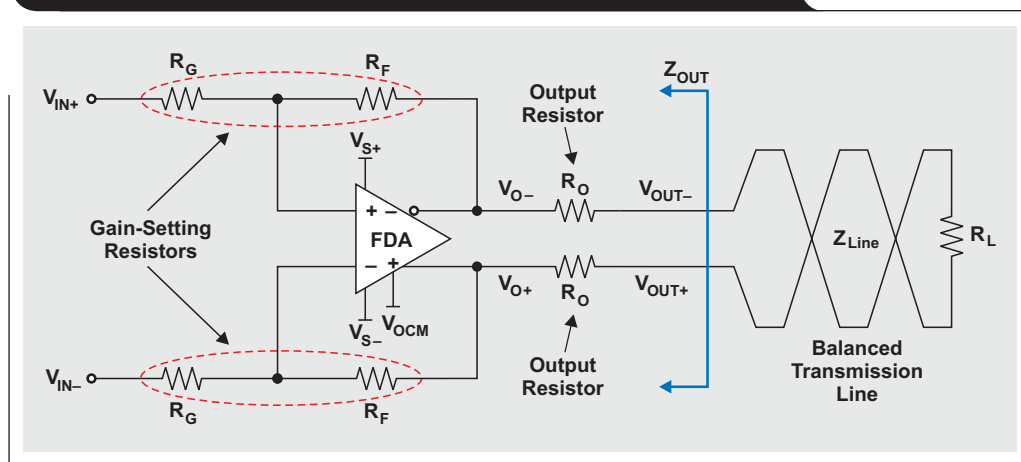 R_G
R_F
V_IN+
Output
Resistor
Z_OUT
V_S+
R_O
V_O−
V_OUT−
Gain-Setting
Resistors
+ −
FDA
Z_Line
R_L
− +
V_O+
R_O
V_OUT+
V_S−
V_OCM
Output
Resistor
Balanced
Transmission
Line
V_IN−
R_G
R_F